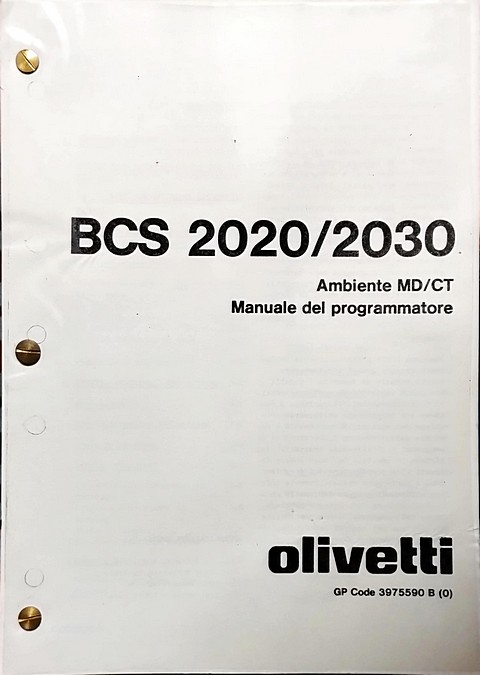 BCS 2020/2030
Ambiente MD/CT
Manuale del programmatore
olivetti
GP Code 3975590 B (0)